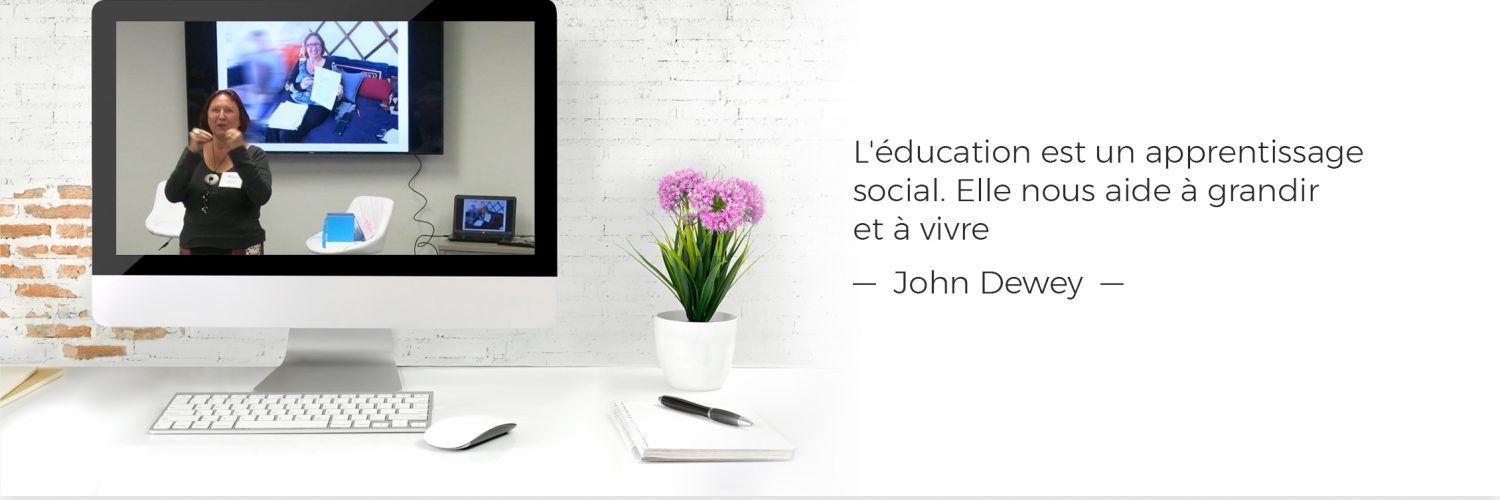 L'éducation est un apprentissage
social. Elle nous aide à grandir
et à vivre
— John Dewey —